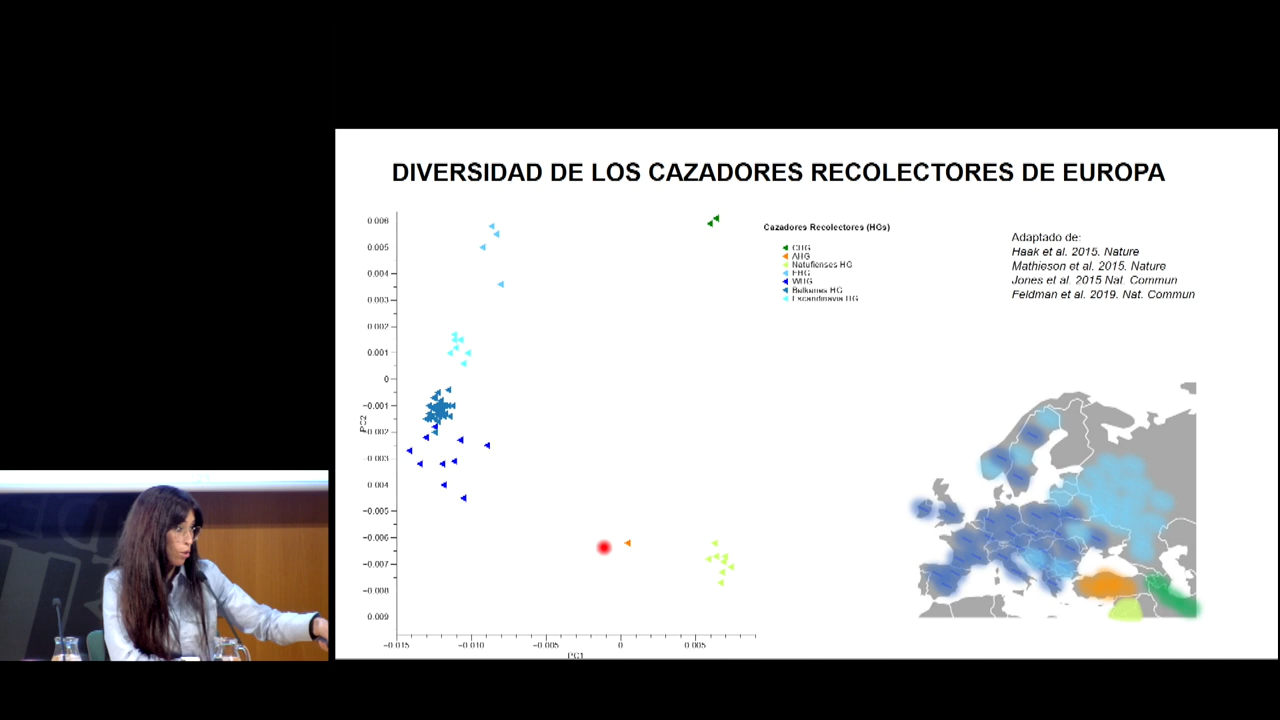 DIVERSIDAD DE LOS CAZADORES RECOLECTORES DE EUROPA
Cazadores Recolectores (HGs)
CHG
AHG
Natufienses HG
EHG
WHG
Balkanes HG
Escandinavia HG
Adaptado de:
Haak et al. 2015. Nature
Mathieson et al. 2015. Nature
Jones et al. 2015 Nat. Commun
Feldman et al. 2019. Nat. Commun
0.006
0.005
0.004
0.003
0.002
0.001
0
−0.001
0.002
0.003
0.004
−0.005
−0.006
−0.007
−0.008
0.009
PC2
−0.015
−0.010
−0.005
0
0.005
PC1